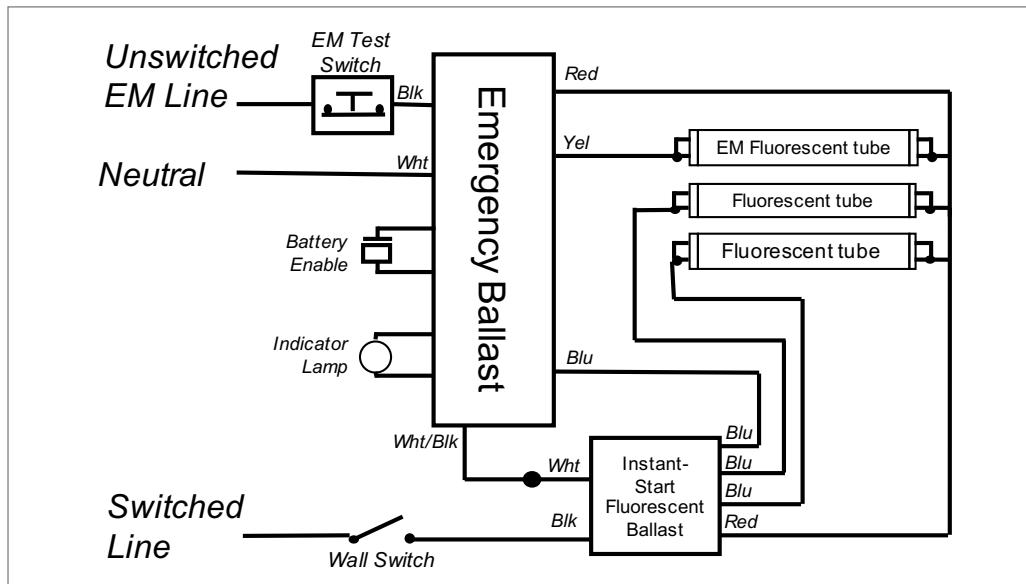 Unswitched
EM Line
EM Test
Switch
Blk
Neutral
Wht
Battery
Enable
Indicator
Lamp
Emergency Ballast
Red
Yel
EM Fluorescent tube
Fluorescent tube
Fluorescent tube
Blu
Wht/Blk
Wht
Instant-
Start
Fluorescent
Ballast
Blu
Blu
Blu
Red
Switched
Line
Wall Switch
Blk